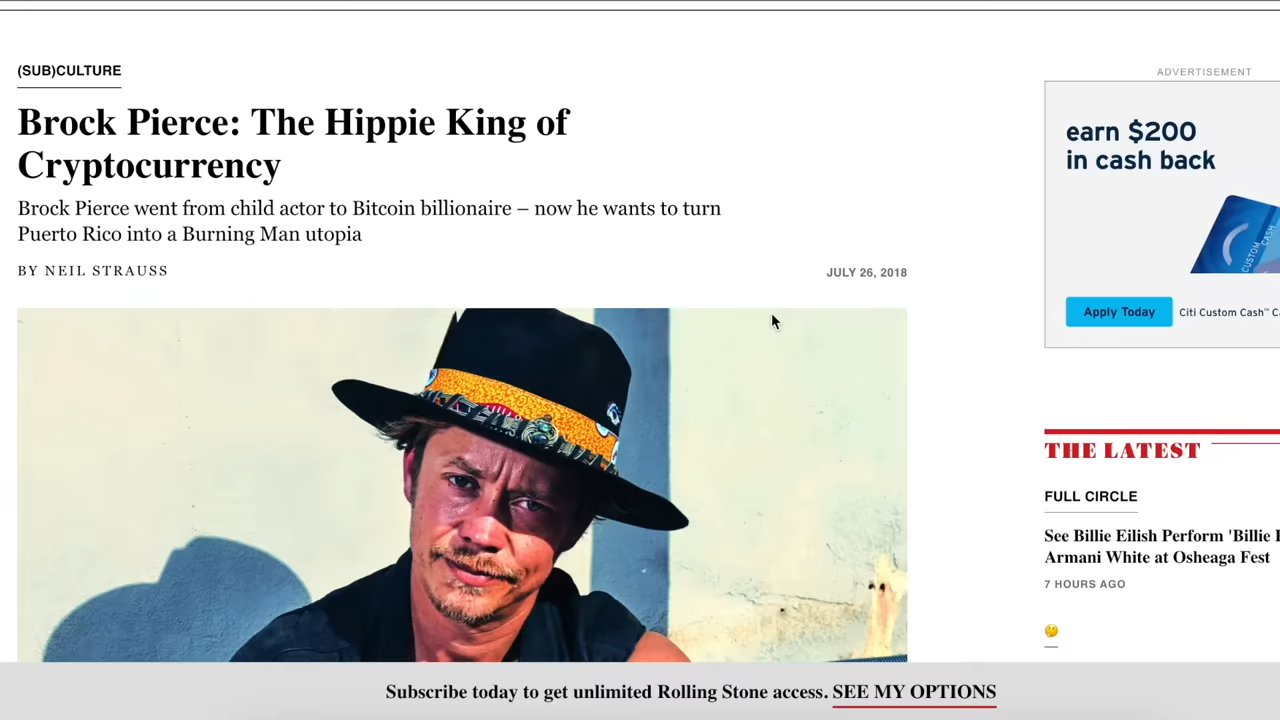 (SUB)CULTURE
Brock Pierce: The Hippie King of
Cryptocurrency
Brock Pierce went from child actor to Bitcoin billionaire – now he wants to turn
Puerto Rico into a Burning Man utopia
BY NEIL STRAUSS
JULY 26, 2018
ADVERTISEMENT
earn $200
in cash back
CUSTOM CASH
Apply Today
Citi Custom Cash℠
THE LATEST
FULL CIRCLE
See Billie Eilish Perform 'Billie
Armani White at Osheaga Fest
7 HOURS AGO
🤔
Subscribe today to get unlimited Rolling Stone access. SEE MY OPTIONS